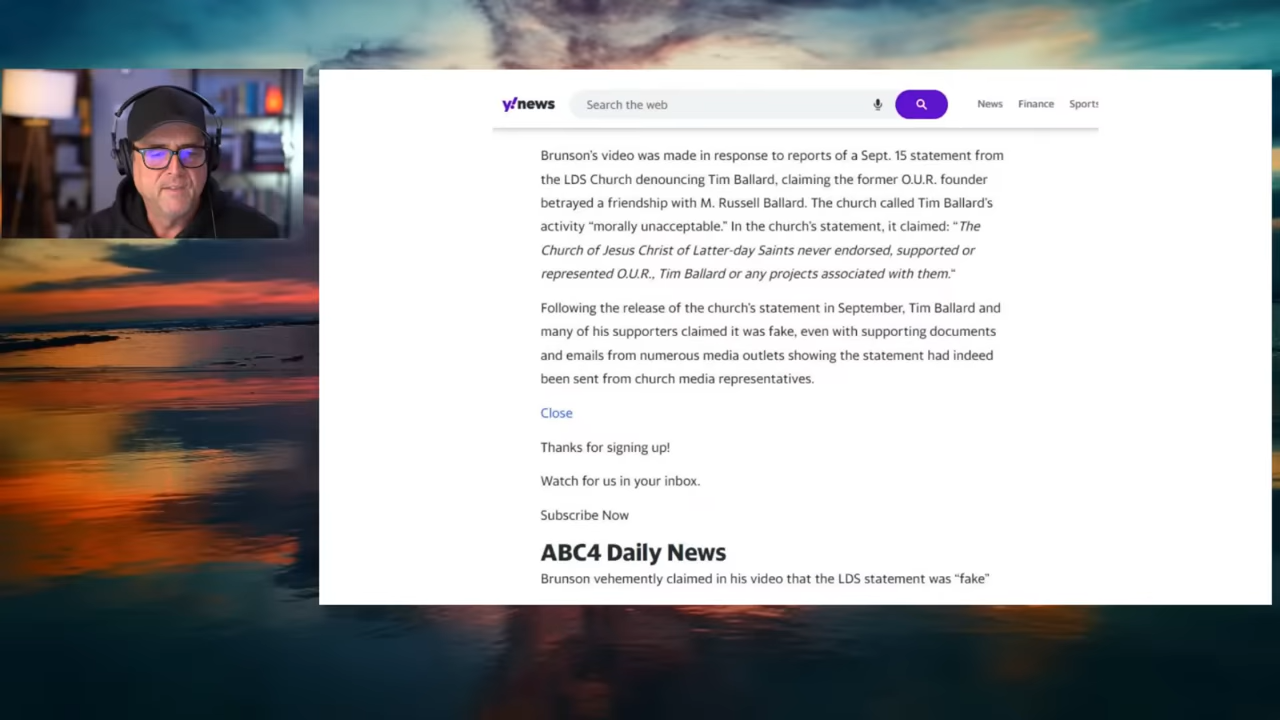 y!news
Search the web
News Finance Sports
Brunson's video was made in response to reports of a Sept. 15 statement from
the LDS Church denouncing Tim Ballard, claiming the former O.U.R. founder
betrayed a friendship with M. Russell Ballard. The church called Tim Ballard's
activity “morally unacceptable.” In the church's statement, it claimed: “The
Church of Jesus Christ of Latter-day Saints never endorsed, supported or
represented O.U.R., Tim Ballard or any projects associated with them.“
Following the release of the church's statement in September, Tim Ballard and
many of his supporters claimed it was fake, even with supporting documents
and emails from numerous media outlets showing the statement had indeed
been sent from church media representatives.
Close
Thanks for signing up!
Watch for us in your inbox.
Subscribe Now
ABC4 Daily News
Brunson vehemently claimed in his video that the LDS statement was “fake”